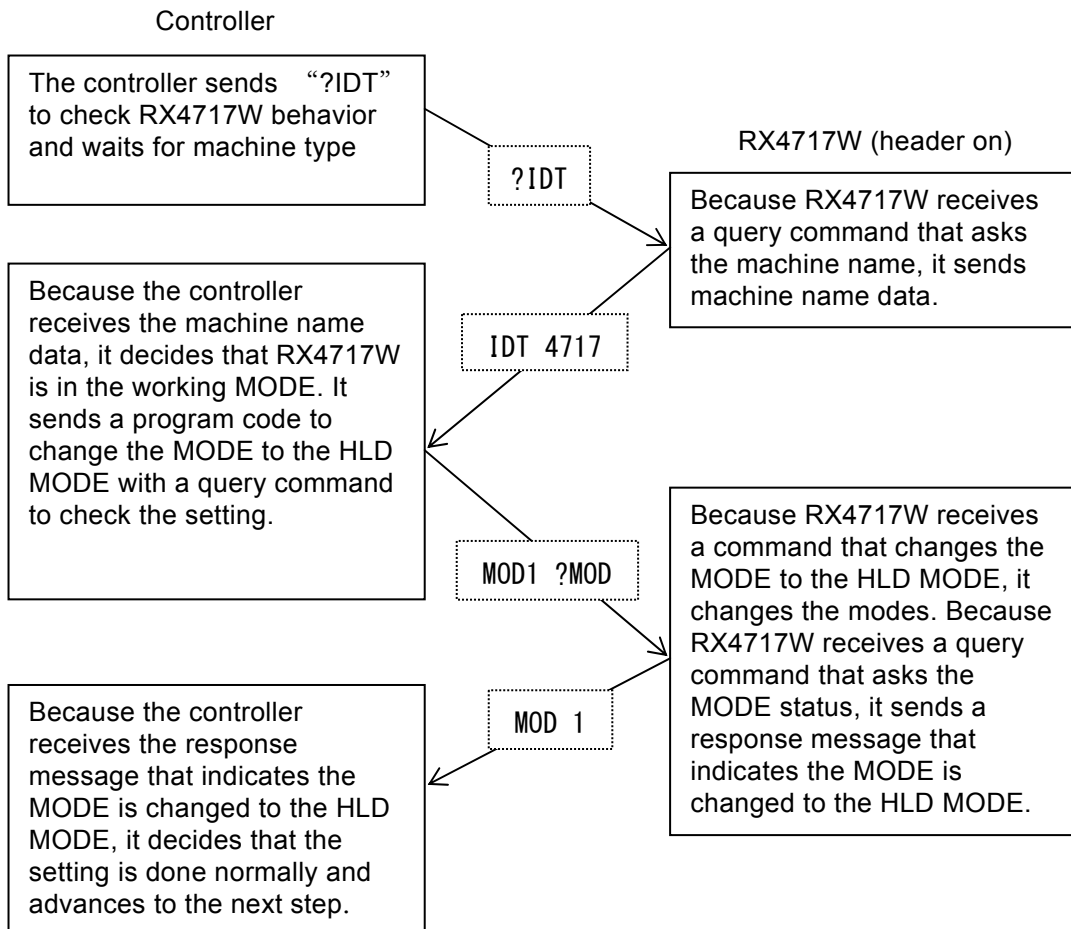 Controller
The controller sends “?IDT”
to check RX4717W behavior
and waits for machine type
?IDT
RX4717W (header on)
Because RX4717W receives
a query command that asks
the machine name, it sends
machine name data.
IDT 4717
Because the controller
receives the machine name
data, it decides that RX4717W
is in the working MODE. It
sends a program code to
change the MODE to the HLD
MODE with a query command
to check the setting.
MOD1 ?MOD
Because RX4717W receives
a command that changes the
MODE to the HLD MODE, it
changes the modes. Because
RX4717W receives a query
command that asks the
MODE status, it sends a
response message that
indicates the MODE is
changed to the HLD MODE.
MOD 1
Because the controller
receives the response
message that indicates the
MODE is changed to the HLD
MODE, it decides that the
setting is done normally and
advances to the next step.